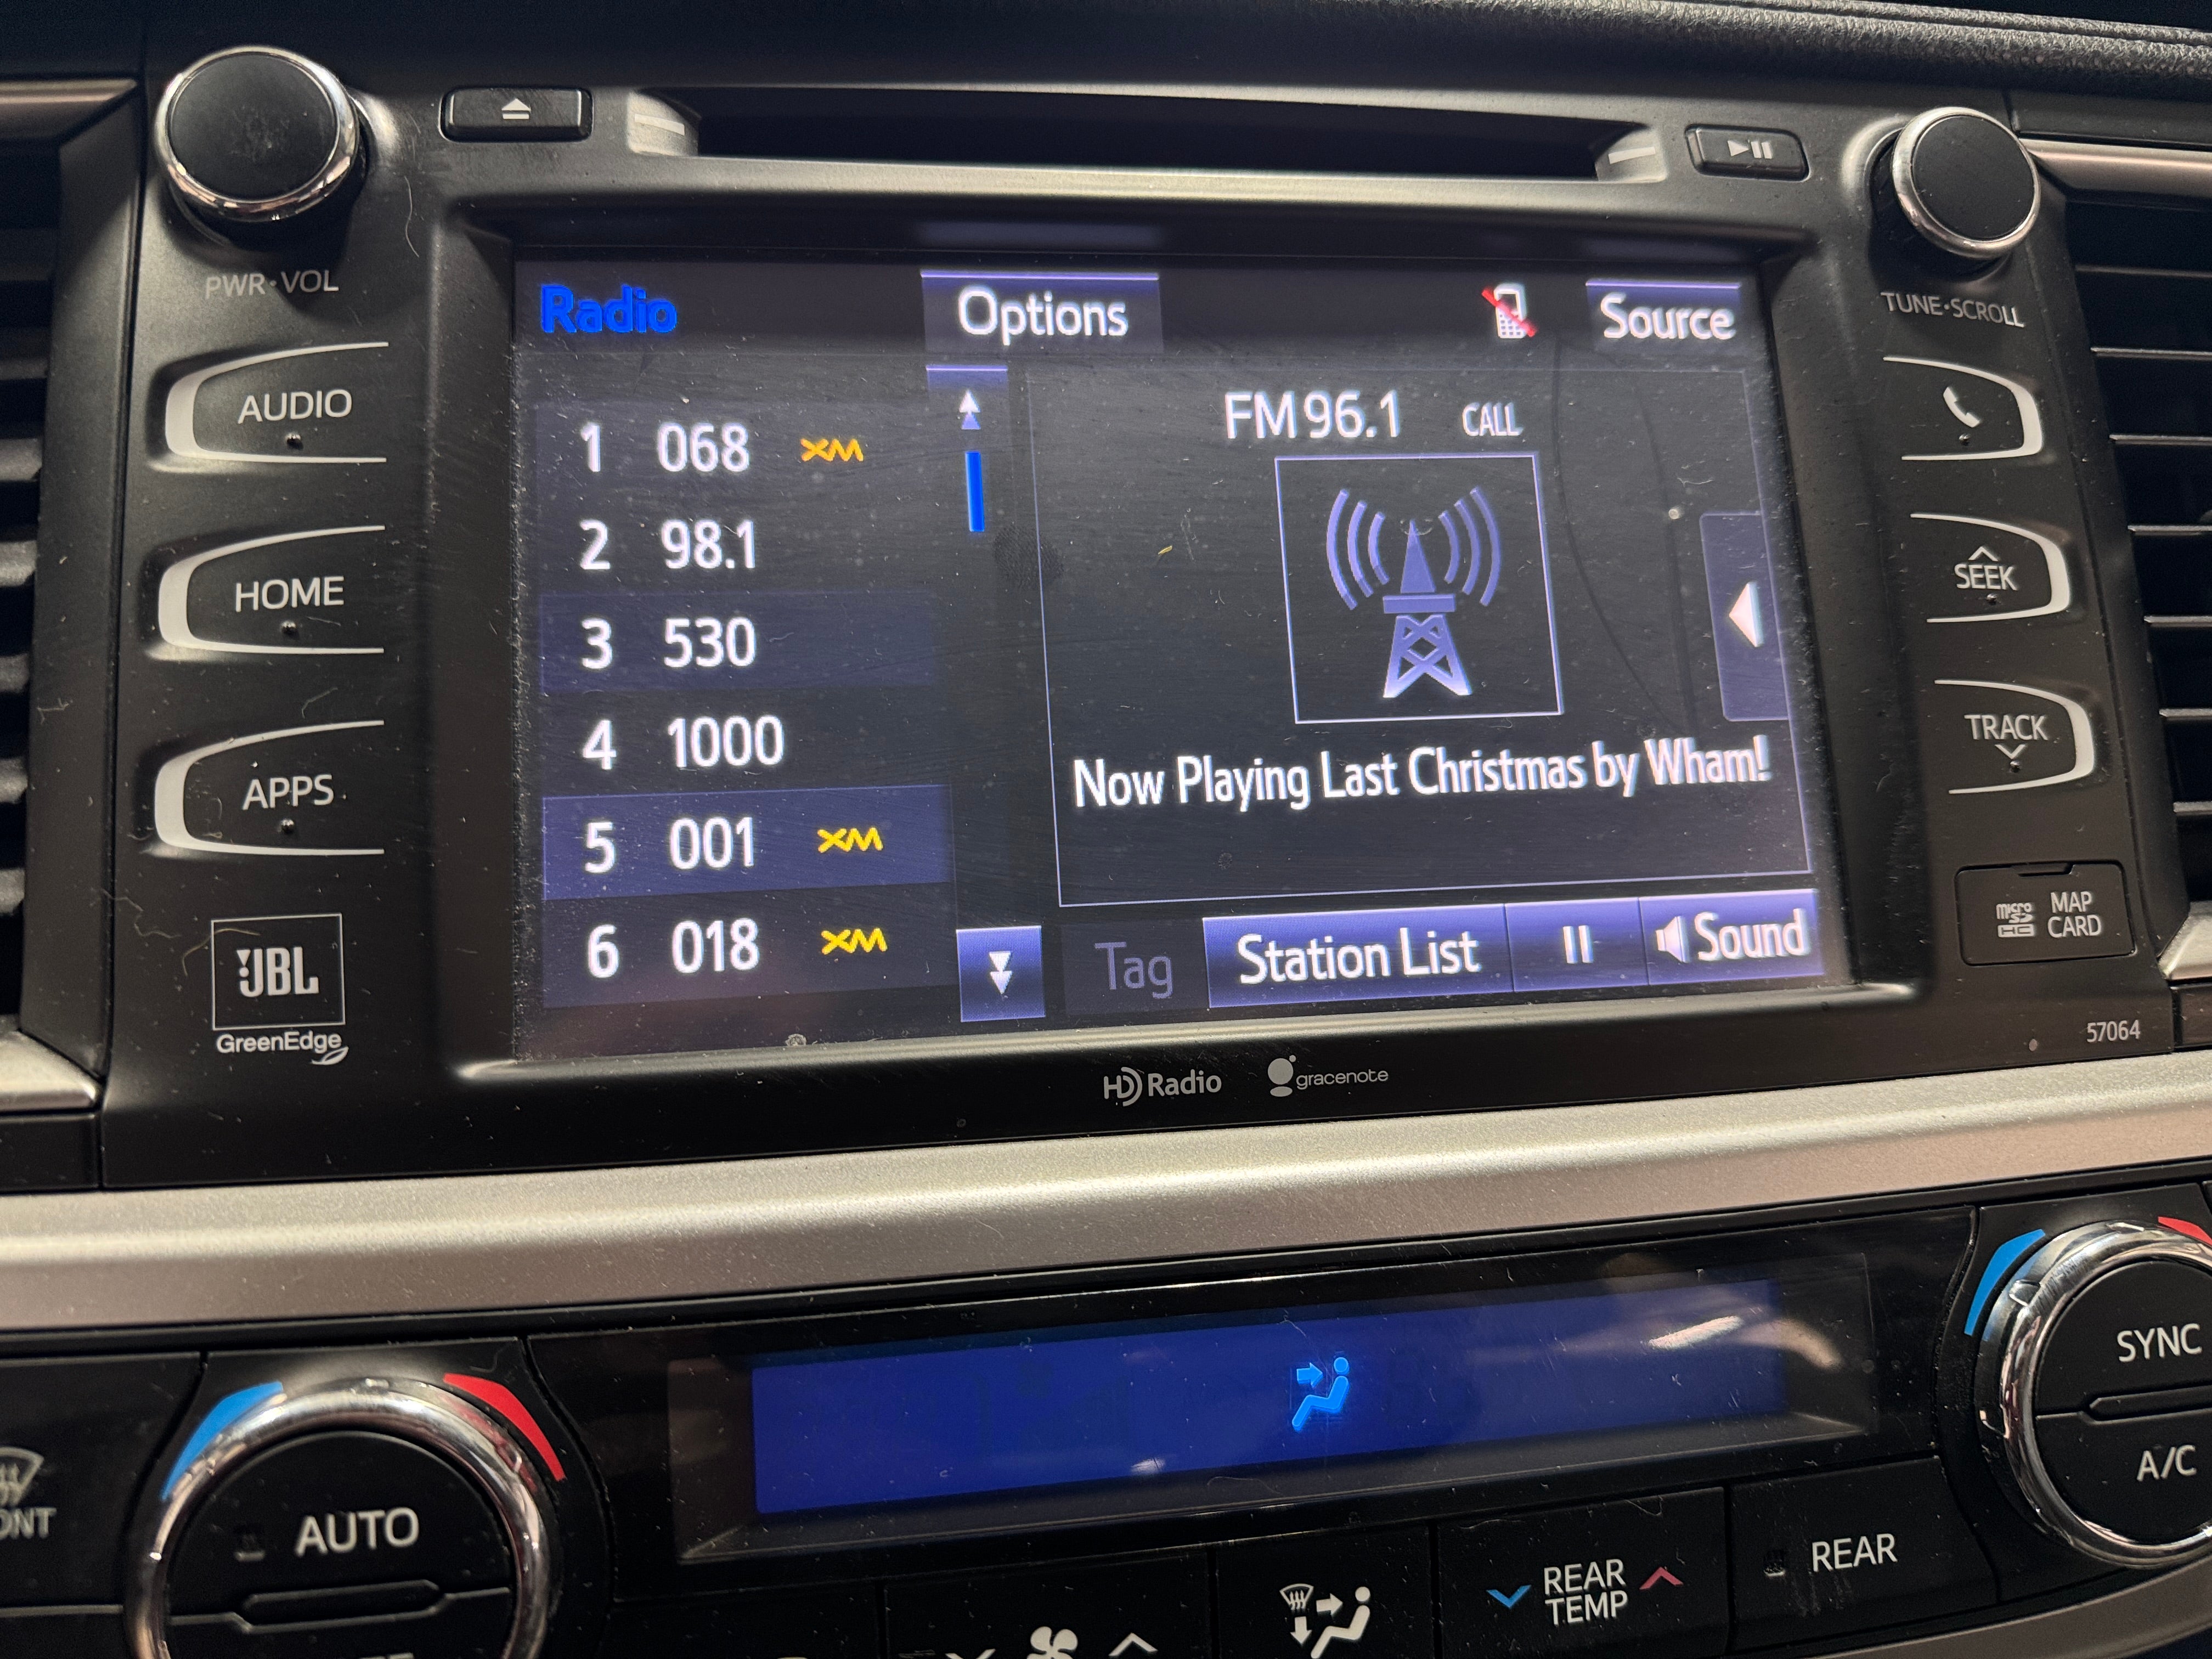 PWR·VOL
TUNE·SCROLL
AUDIO
HOME
APPS
JBL
GreenEdge
Radio
Options
Source
1 068 XM
2 98.1
3 530
4 1000
5 001 XM
6 018 XM
FM 96.1 CALL
Now Playing Last Christmas by Wham!
Tag
Station List
Sound
SEEK
TRACK
micro
SD
HC
MAP
CARD
57064
HD Radio
gracenote
AUTO
REAR
TEMP
REAR
SYNC
A/C